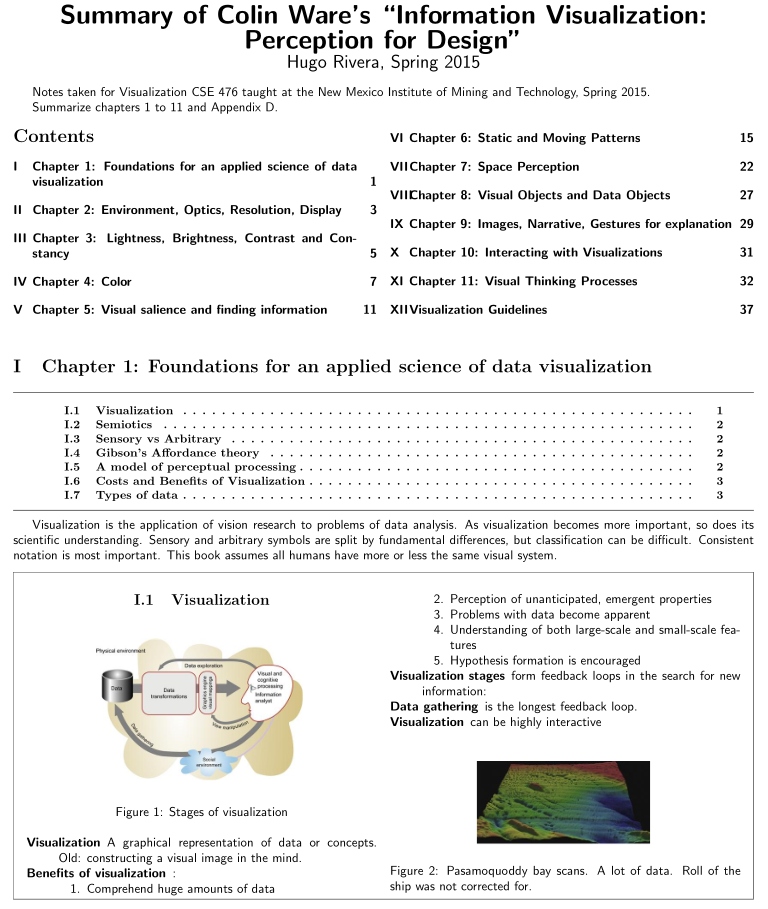 Summary of Colin Ware's “Information Visualization:
Perception for Design”
Hugo Rivera, Spring 2015
Notes taken for Visualization CSE 476 taught at the New Mexico Institute of Mining and Technology, Spring 2015.
Summarize chapters 1 to 11 and Appendix D.
Contents
I Chapter 1: Foundations for an applied science of data
visualization 1
II Chapter 2: Environment, Optics, Resolution, Display 3
III Chapter 3: Lightness, Brightness, Contrast and Con-
stancy 5
IV Chapter 4: Color 7
V Chapter 5: Visual salience and finding information 11
VI Chapter 6: Static and Moving Patterns 15
VII Chapter 7: Space Perception 22
VIII Chapter 8: Visual Objects and Data Objects 27
IX Chapter 9: Images, Narrative, Gestures for explanation 29
X Chapter 10: Interacting with Visualizations 31
XI Chapter 11: Visual Thinking Processes 32
XII Visualization Guidelines 37
I Chapter 1: Foundations for an applied science of data visualization
I.1 Visualization . . . . . . . . . . . . . . . . . . . . . . . . . . . . . . 1
I.2 Semiotics . . . . . . . . . . . . . . . . . . . . . . . . . . . . . . 2
I.3 Sensory vs Arbitrary . . . . . . . . . . . . . . . . . . . . . . . . . . . . . . 2
I.4 Gibson's Affordance theory . . . . . . . . . . . . . . . . . . . . . . . . . . . . . . 2
I.5 A model of perceptual processing . . . . . . . . . . . . . . . . . . . . . . . . . . . . . . 2
I.6 Costs and Benefits of Visualization . . . . . . . . . . . . . . . . . . . . . . . . . . . . . . 3
I.7 Types of data . . . . . . . . . . . . . . . . . . . . . . . . . . . . . . 3
Visualization is the application of vision research to problems of data analysis. As visualization becomes more important, so does its
scientific understanding. Sensory and arbitrary symbols are split by fundamental differences, but classification can be difficult. Consistent
notation is most important. This book assumes all humans have more or less the same visual system.
I.1 Visualization
Physical environment
Data exploration
Data
Data
transformations
Graphics engine
visual mappings
Visual and
cognitive
processing
Information
analyst
View manipulation
Data gathering
Social
environment
Figure 1: Stages of visualization
Visualization A graphical representation of data or concepts.
Old: constructing a visual image in the mind.
Benefits of visualization :
1. Comprehend huge amounts of data
2. Perception of unanticipated, emergent properties
3. Problems with data become apparent
4. Understanding of both large-scale and small-scale fea-
tures
5. Hypothesis formation is encouraged
Visualization stages form feedback loops in the search for new
information:
Data gathering is the longest feedback loop.
Visualization can be highly interactive
Figure 2: Pasamoquoddy bay scans. A lot of data. Roll of the
ship was not corrected for.